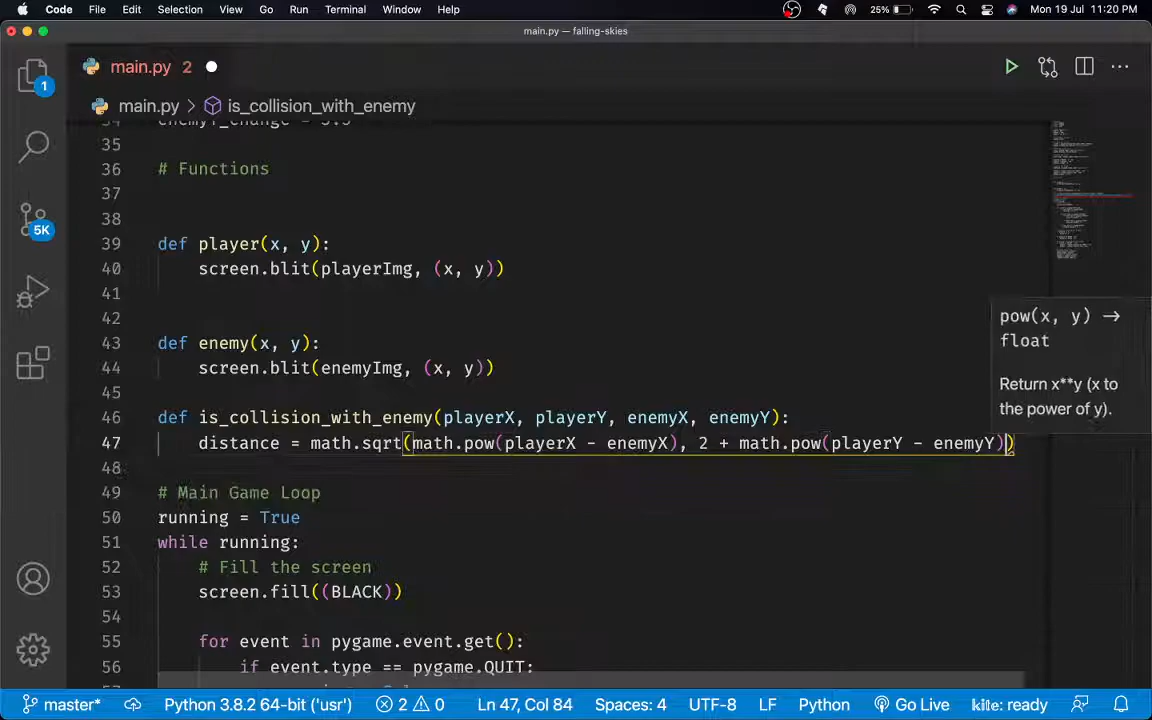 Code File Edit Selection View Go Run Terminal Window Help 25% Mon 19 Jul 11:20 PM
main.py — falling-skies
1 main.py 2
main.py > is_collision_with_enemy
34 enemyY_change = 3.5
35
36 # Functions
37
38
39 def player(x, y):
40 screen.blit(playerImg, (x, y))
41
42
43 def enemy(x, y):
44 screen.blit(enemyImg, (x, y))
45
46 def is_collision_with_enemy(playerX, playerY, enemyX, enemyY):
47 distance = math.sqrt(math.pow(playerX - enemyX), 2 + math.pow(playerY - enemyY))
48
49 # Main Game Loop
50 running = True
51 while running:
52 # Fill the screen
53 screen.fill((BLACK))
54
55 for event in pygame.event.get():
56 if event.type == pygame.QUIT:
5K
pow(x, y) →
float
Return x**y (x to
the power of y).
master* Python 3.8.2 64-bit ('usr') 2 0 Ln 47, Col 84 Spaces: 4 UTF-8 LF Python Go Live kite: ready